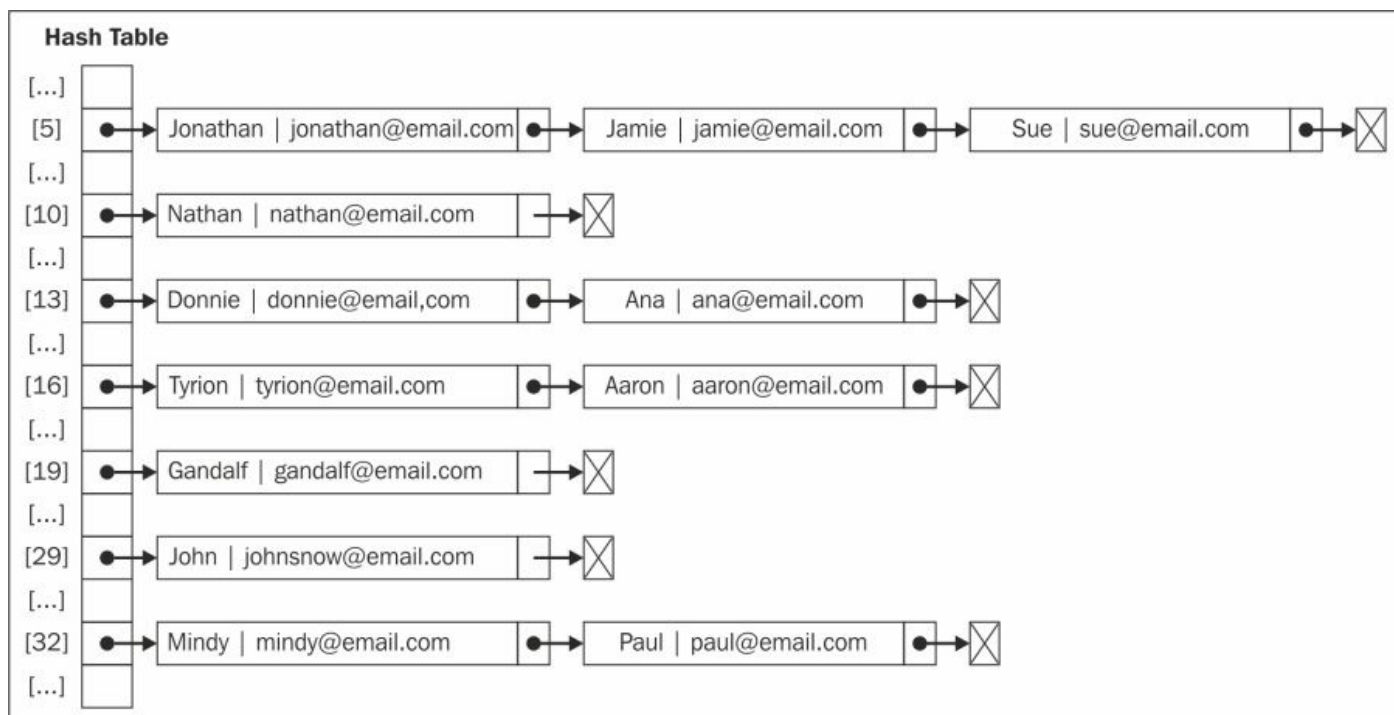 Hash Table
[...]
[5] Jonathan | jonathan@email.com Jamie | jamie@email.com Sue | sue@email.com
[...]
[10] Nathan | nathan@email.com
[...]
[13] Donnie | donnie@email,com Ana | ana@email.com
[...]
[16] Tyrion | tyrion@email.com Aaron | aaron@email.com
[...]
[19] Gandalf | gandalf@email.com
[...]
[29] John | johnsnow@email.com
[...]
[32] Mindy | mindy@email.com Paul | paul@email.com
[...]